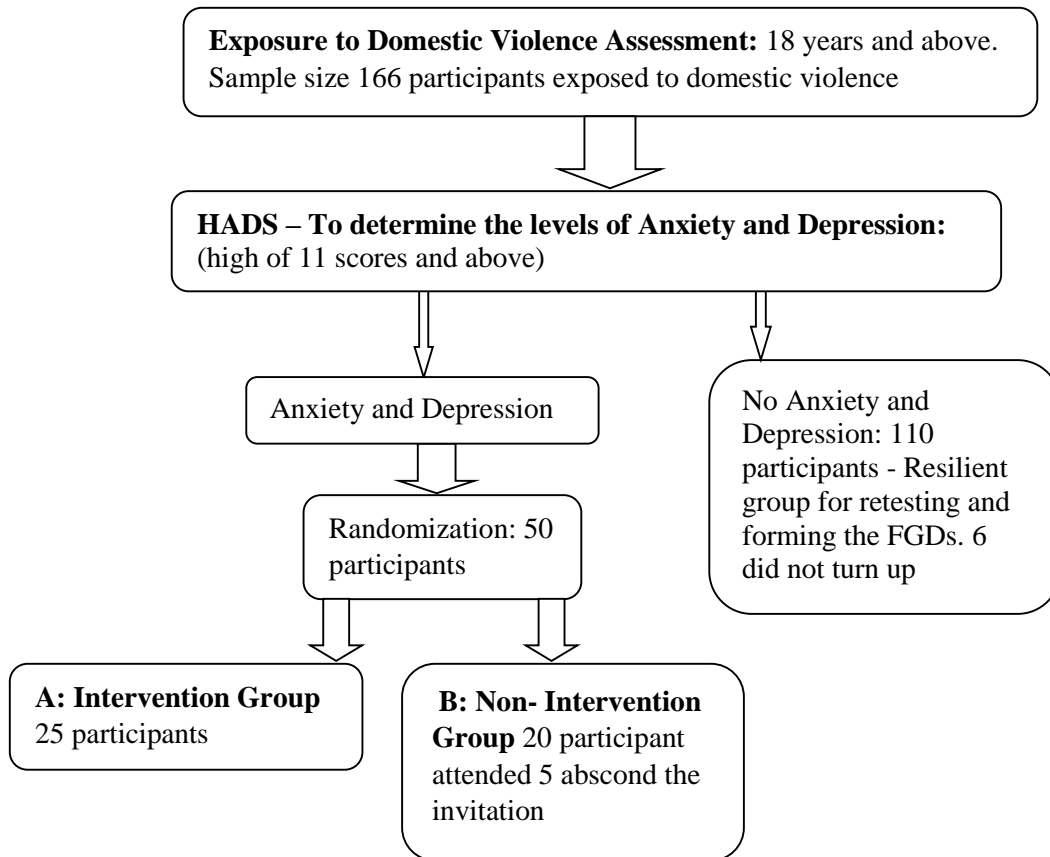 Exposure to Domestic Violence Assessment: 18 years and above.
Sample size 166 participants exposed to domestic violence
HADS – To determine the levels of Anxiety and Depression:
(high of 11 scores and above)
Anxiety and Depression
No Anxiety and
Depression: 110
participants - Resilient
group for retesting and
forming the FGDs. 6
did not turn up
Randomization: 50
participants
A: Intervention Group
25 participants
B: Non- Intervention
Group 20 participant
attended 5 abscond the
invitation